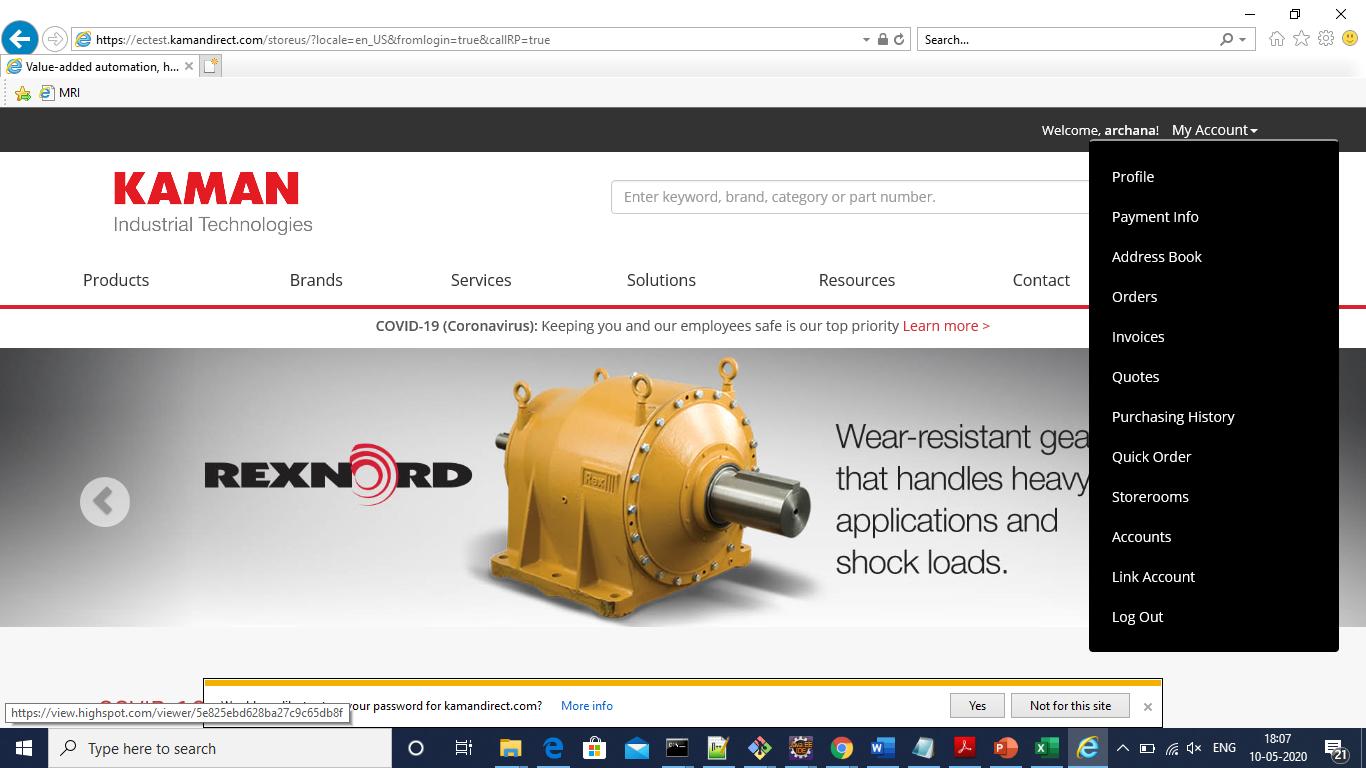 https://ectest.kamandirect.com/storeus/?locale=en_US&fromlogin=true&callRP=true
Search...
Value-added automation, h...
MRI
Welcome, archana! My Account
KAMAN
Industrial Technologies
Enter keyword, brand, category or part number.
Profile
Payment Info
Address Book
Orders
Invoices
Quotes
Purchasing History
Quick Order
Storerooms
Accounts
Link Account
Log Out
Products Brands Services Solutions Resources Contact
COVID-19 (Coronavirus): Keeping you and our employees safe is our top priority Learn more >
REXNORD
Rex
Wear-resistant gea
that handles heavy
applications and
shock loads.
your password for kamandirect.com? More info Yes Not for this site
https://view.highspot.com/viewer/5e825ebd628ba27c9c65db8f
Type here to search
ENG
18:07
10-05-2020
21